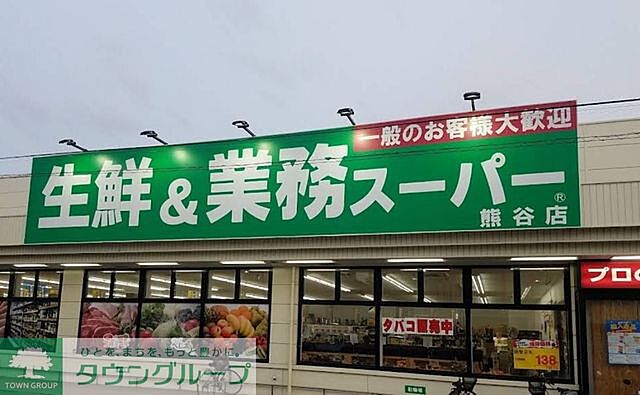 一般のお客様大歓迎
生鮮&業務スーパー®
熊谷店
プロの
タバコ販売中
138
ひとを、まちを、もっと豊かに。
タウングループ
TOWN GROUP